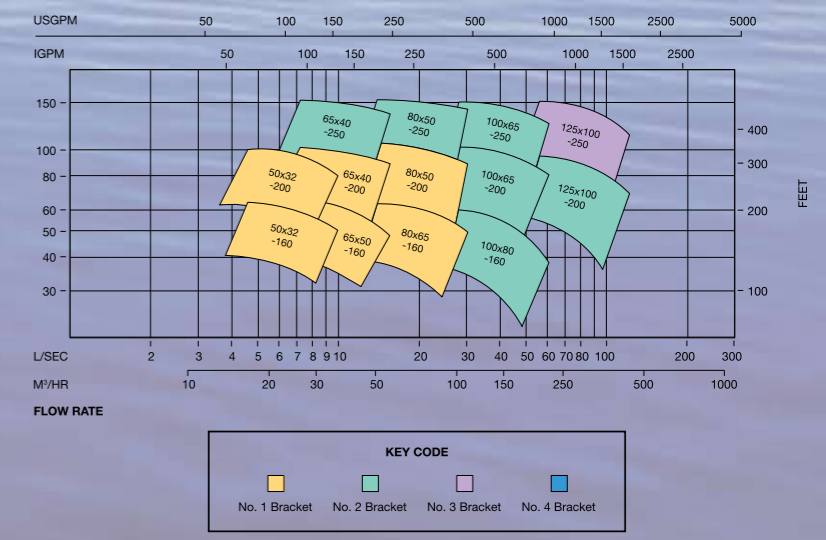 USGPM 50 100 150 250 500 1000 1500 2500 5000
IGPM 50 100 150 250 500 1000 1500 2500
150
100
80
60
50
40
30
65x40
-250
80x50
-250
100x65
-250
125x100
-250
50x32
-200
65x40
-200
80x50
-200
100x65
-200
125x100
-200
50x32
-160
65x50
-160
80x65
-160
100x80
-160
400
300
200
100
FEET
L/SEC 2 3 4 5 6 7 8 9 10 20 30 40 50 60 70 80 100 200 300
M³/HR 10 20 30 50 100 150 250 500 1000
FLOW RATE
KEY CODE
No. 1 Bracket No. 2 Bracket No. 3 Bracket No. 4 Bracket